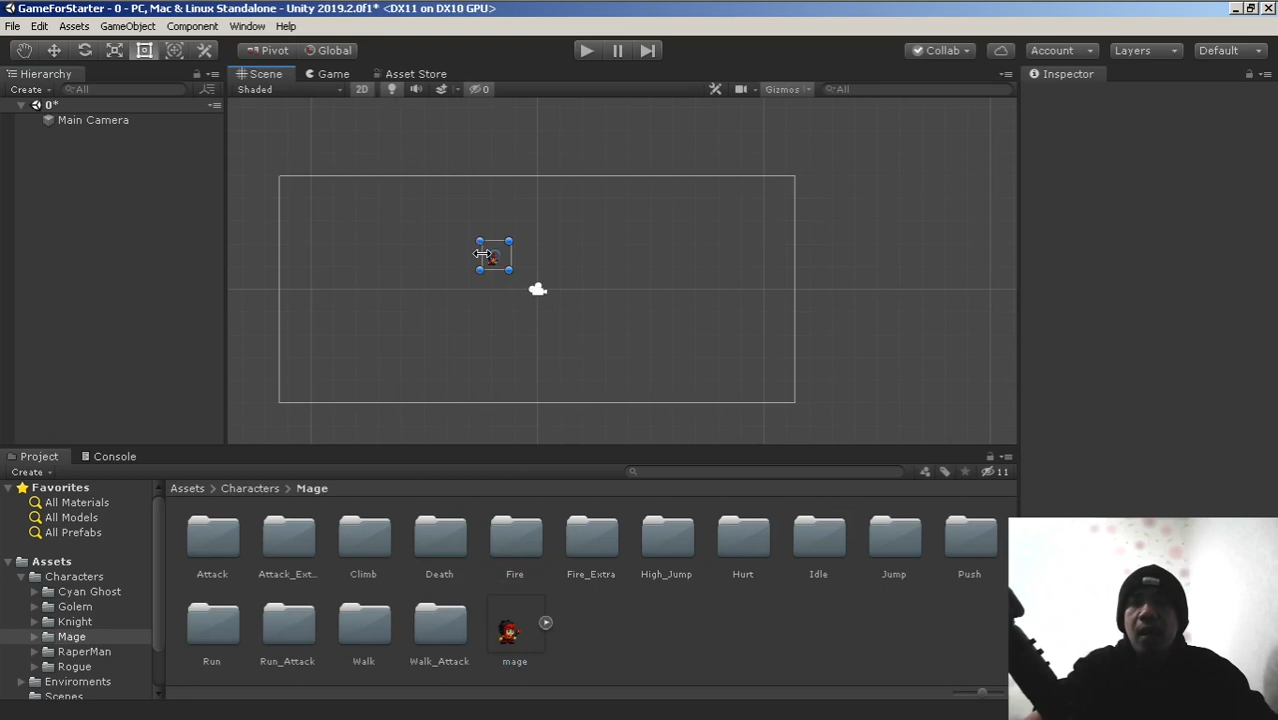 GameForStarter - 0 - PC, Mac & Linux Standalone - Unity 2019.2.0f1* <DX11 on DX10 GPU>
File Edit Assets GameObject Component Window Help
Pivot Global Collab Account Layers Default
Hierarchy Scene Game Asset Store Inspector
Create All Shaded 2D 0 Gizmos All
0*
Main Camera
Project Console
Create 11
Favorites Assets Characters Mage
All Materials
All Models
All Prefabs
Assets
Characters
Cyan Ghost
Golem
Knight
Mage
RaperMan
Rogue
Enviroments
Scenes
Attack Attack_Ext... Climb Death Fire Fire_Extra High_Jump Hurt Idle Jump Push
Run Run_Attack Walk Walk_Attack mage